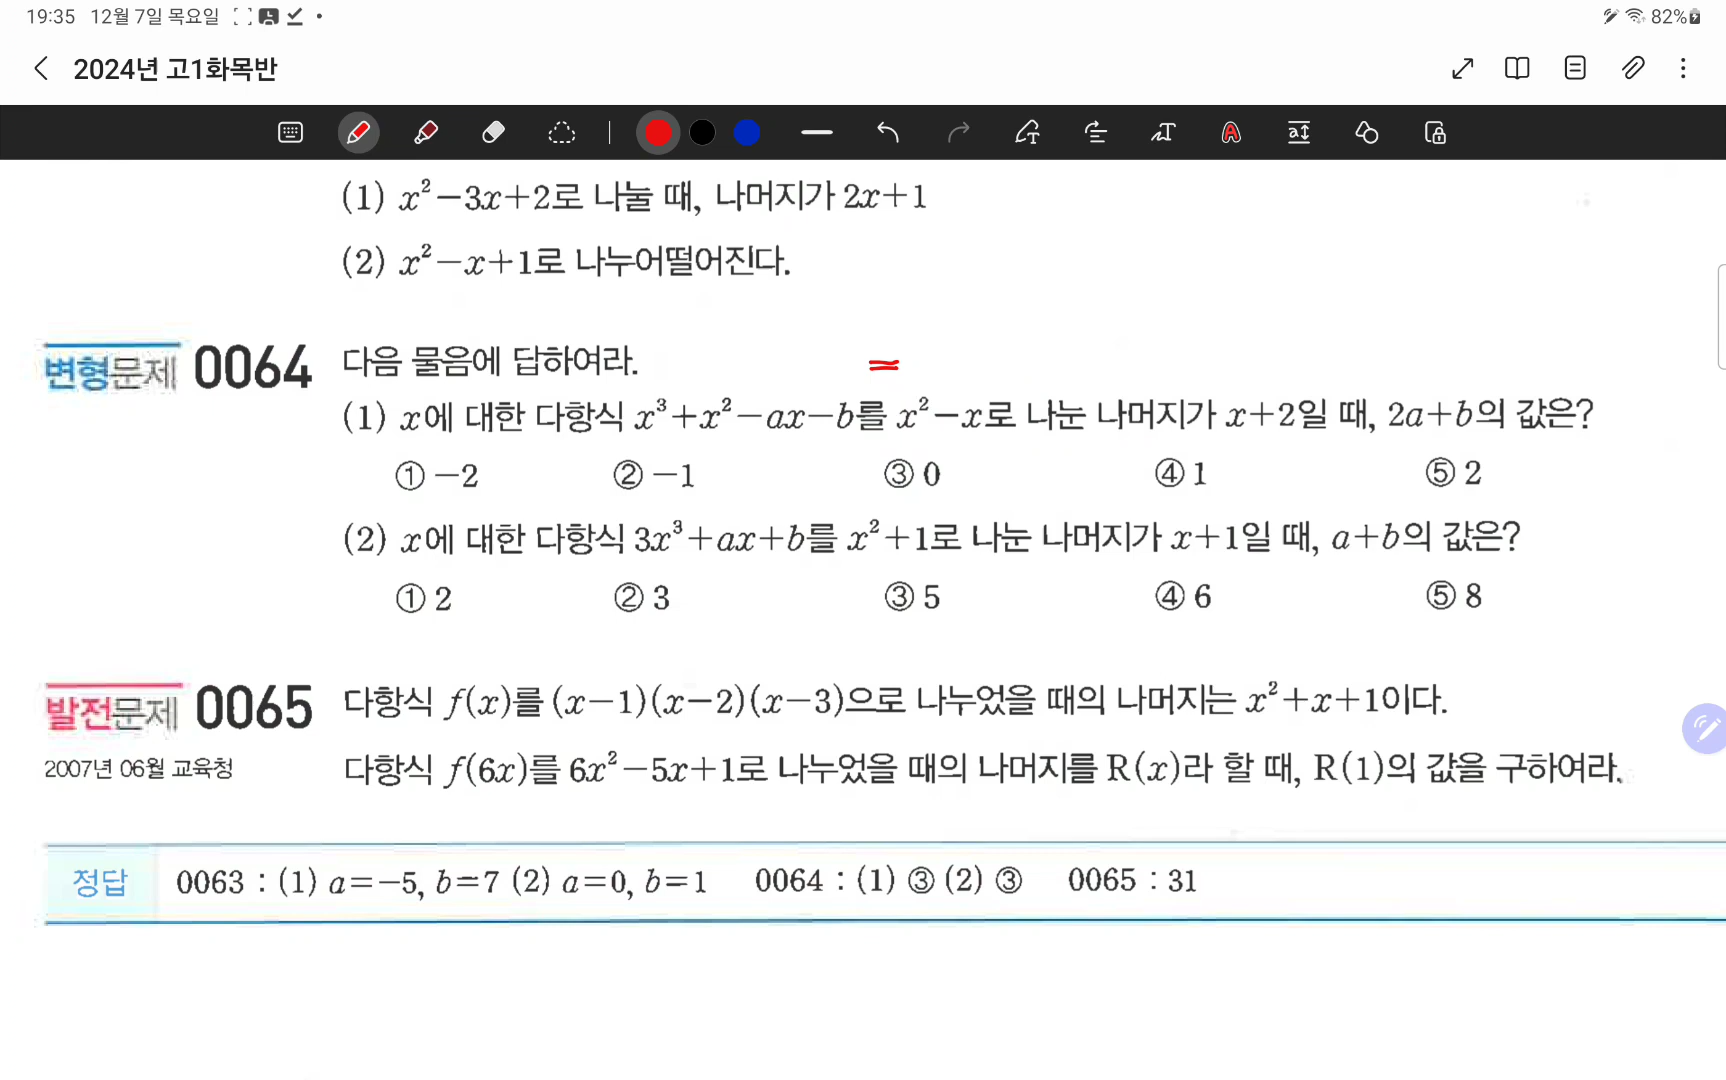 19:35 12월 7일 목요일
82%
2024년 고1화목반
(1) x²−3x+2로 나눌 때, 나머지가 2x+1
(2) x²−x+1로 나누어떨어진다.
변형문제 0064 다음 물음에 답하여라.
(1) x에 대한 다항식 x³+x²−ax−b를 x²−x로 나눈 나머지가 x+2일 때, 2a+b의 값은?
① −2 ② −1 ③ 0 ④ 1 ⑤ 2
(2) x에 대한 다항식 3x³+ax+b를 x²+1로 나눈 나머지가 x+1일 때, a+b의 값은?
① 2 ② 3 ③ 5 ④ 6 ⑤ 8
발전문제 0065 다항식 f(x)를 (x−1)(x−2)(x−3)으로 나누었을 때의 나머지는 x²+x+1이다.
2007년 06월 교육청 다항식 f(6x)를 6x²−5x+1로 나누었을 때의 나머지를 R(x)라 할 때, R(1)의 값을 구하여라.
정답 0063 : (1) a=−5, b=7 (2) a=0, b=1 0064 : (1) ③ (2) ③ 0065 : 31